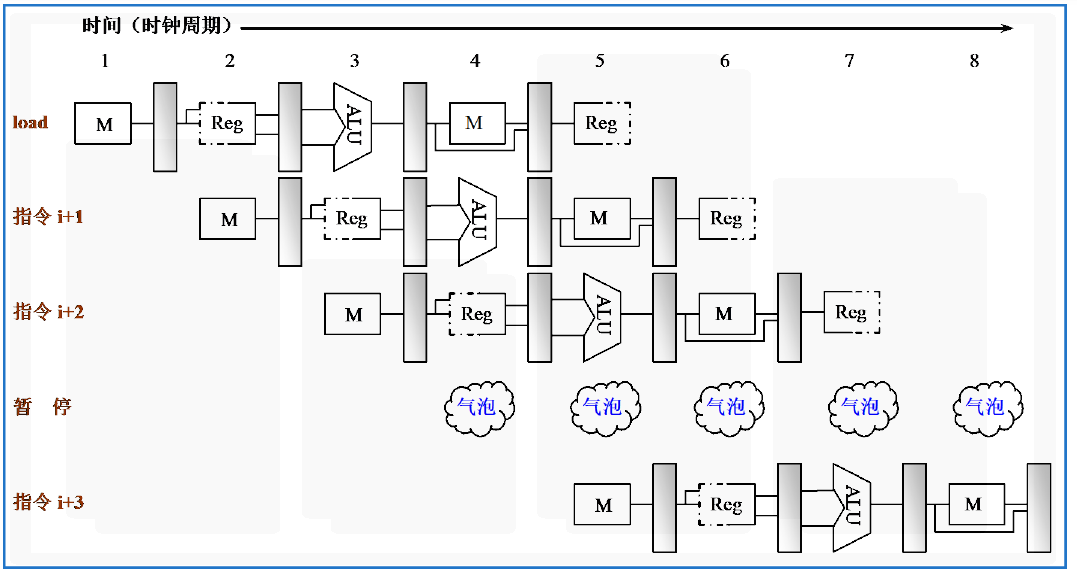 时间（时钟周期）
1 2 3 4 5 6 7 8
load M Reg ALU M Reg
指令 i+1 M Reg ALU M Reg
指令 i+2 M Reg ALU M Reg
暂 停 气泡 气泡 气泡 气泡 气泡
指令 i+3 M Reg ALU M